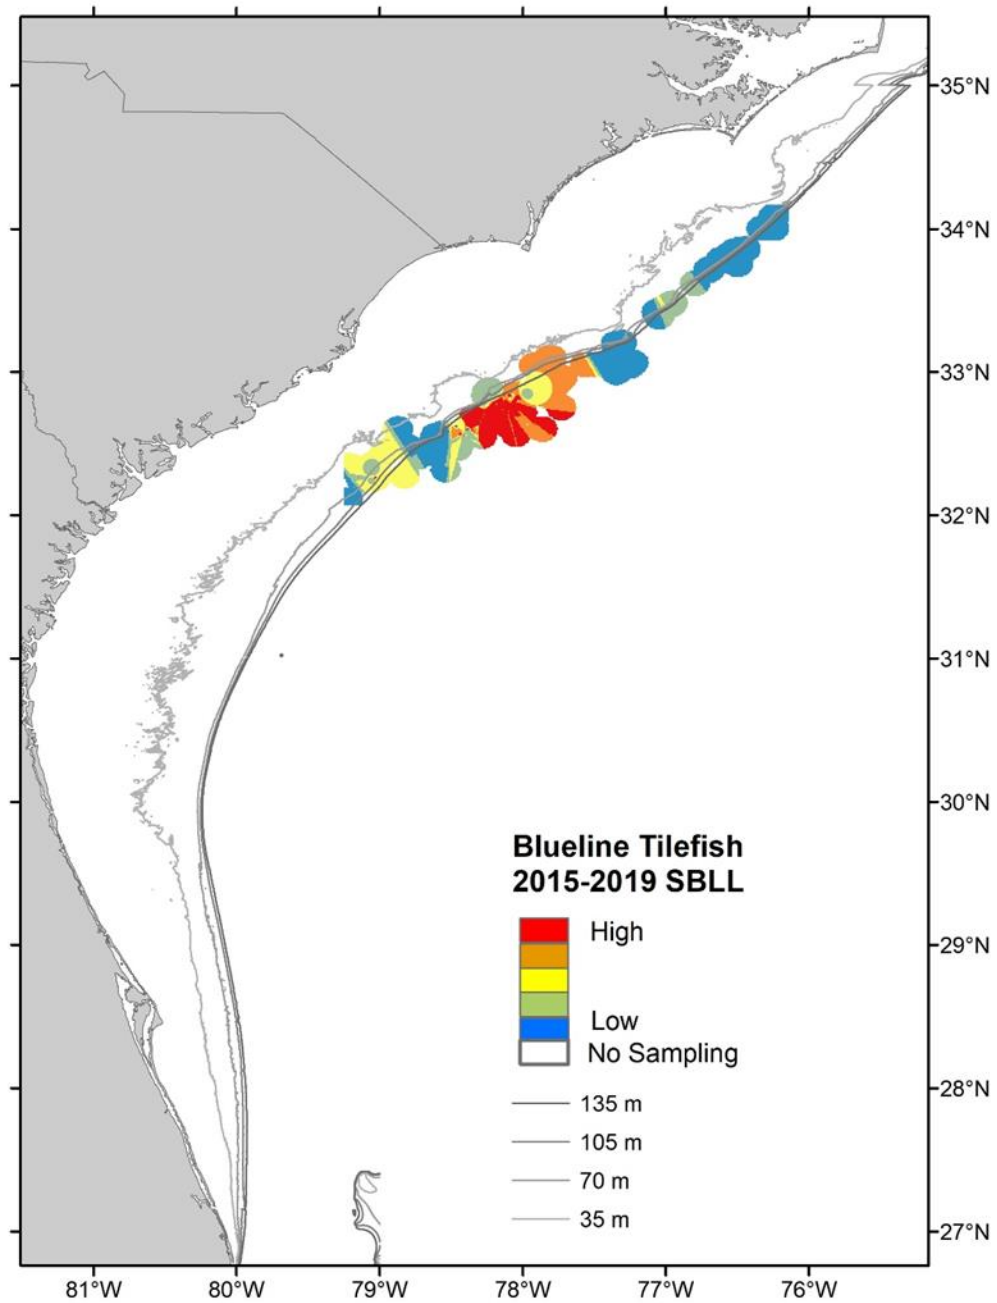 35°N
34°N
33°N
32°N
31°N
30°N
Blueline Tilefish
2015-2019 SBLL
29°N
High
Low
No Sampling
28°N
135 m
105 m
70 m
35 m
27°N
81°W 80°W 79°W 78°W 77°W 76°W